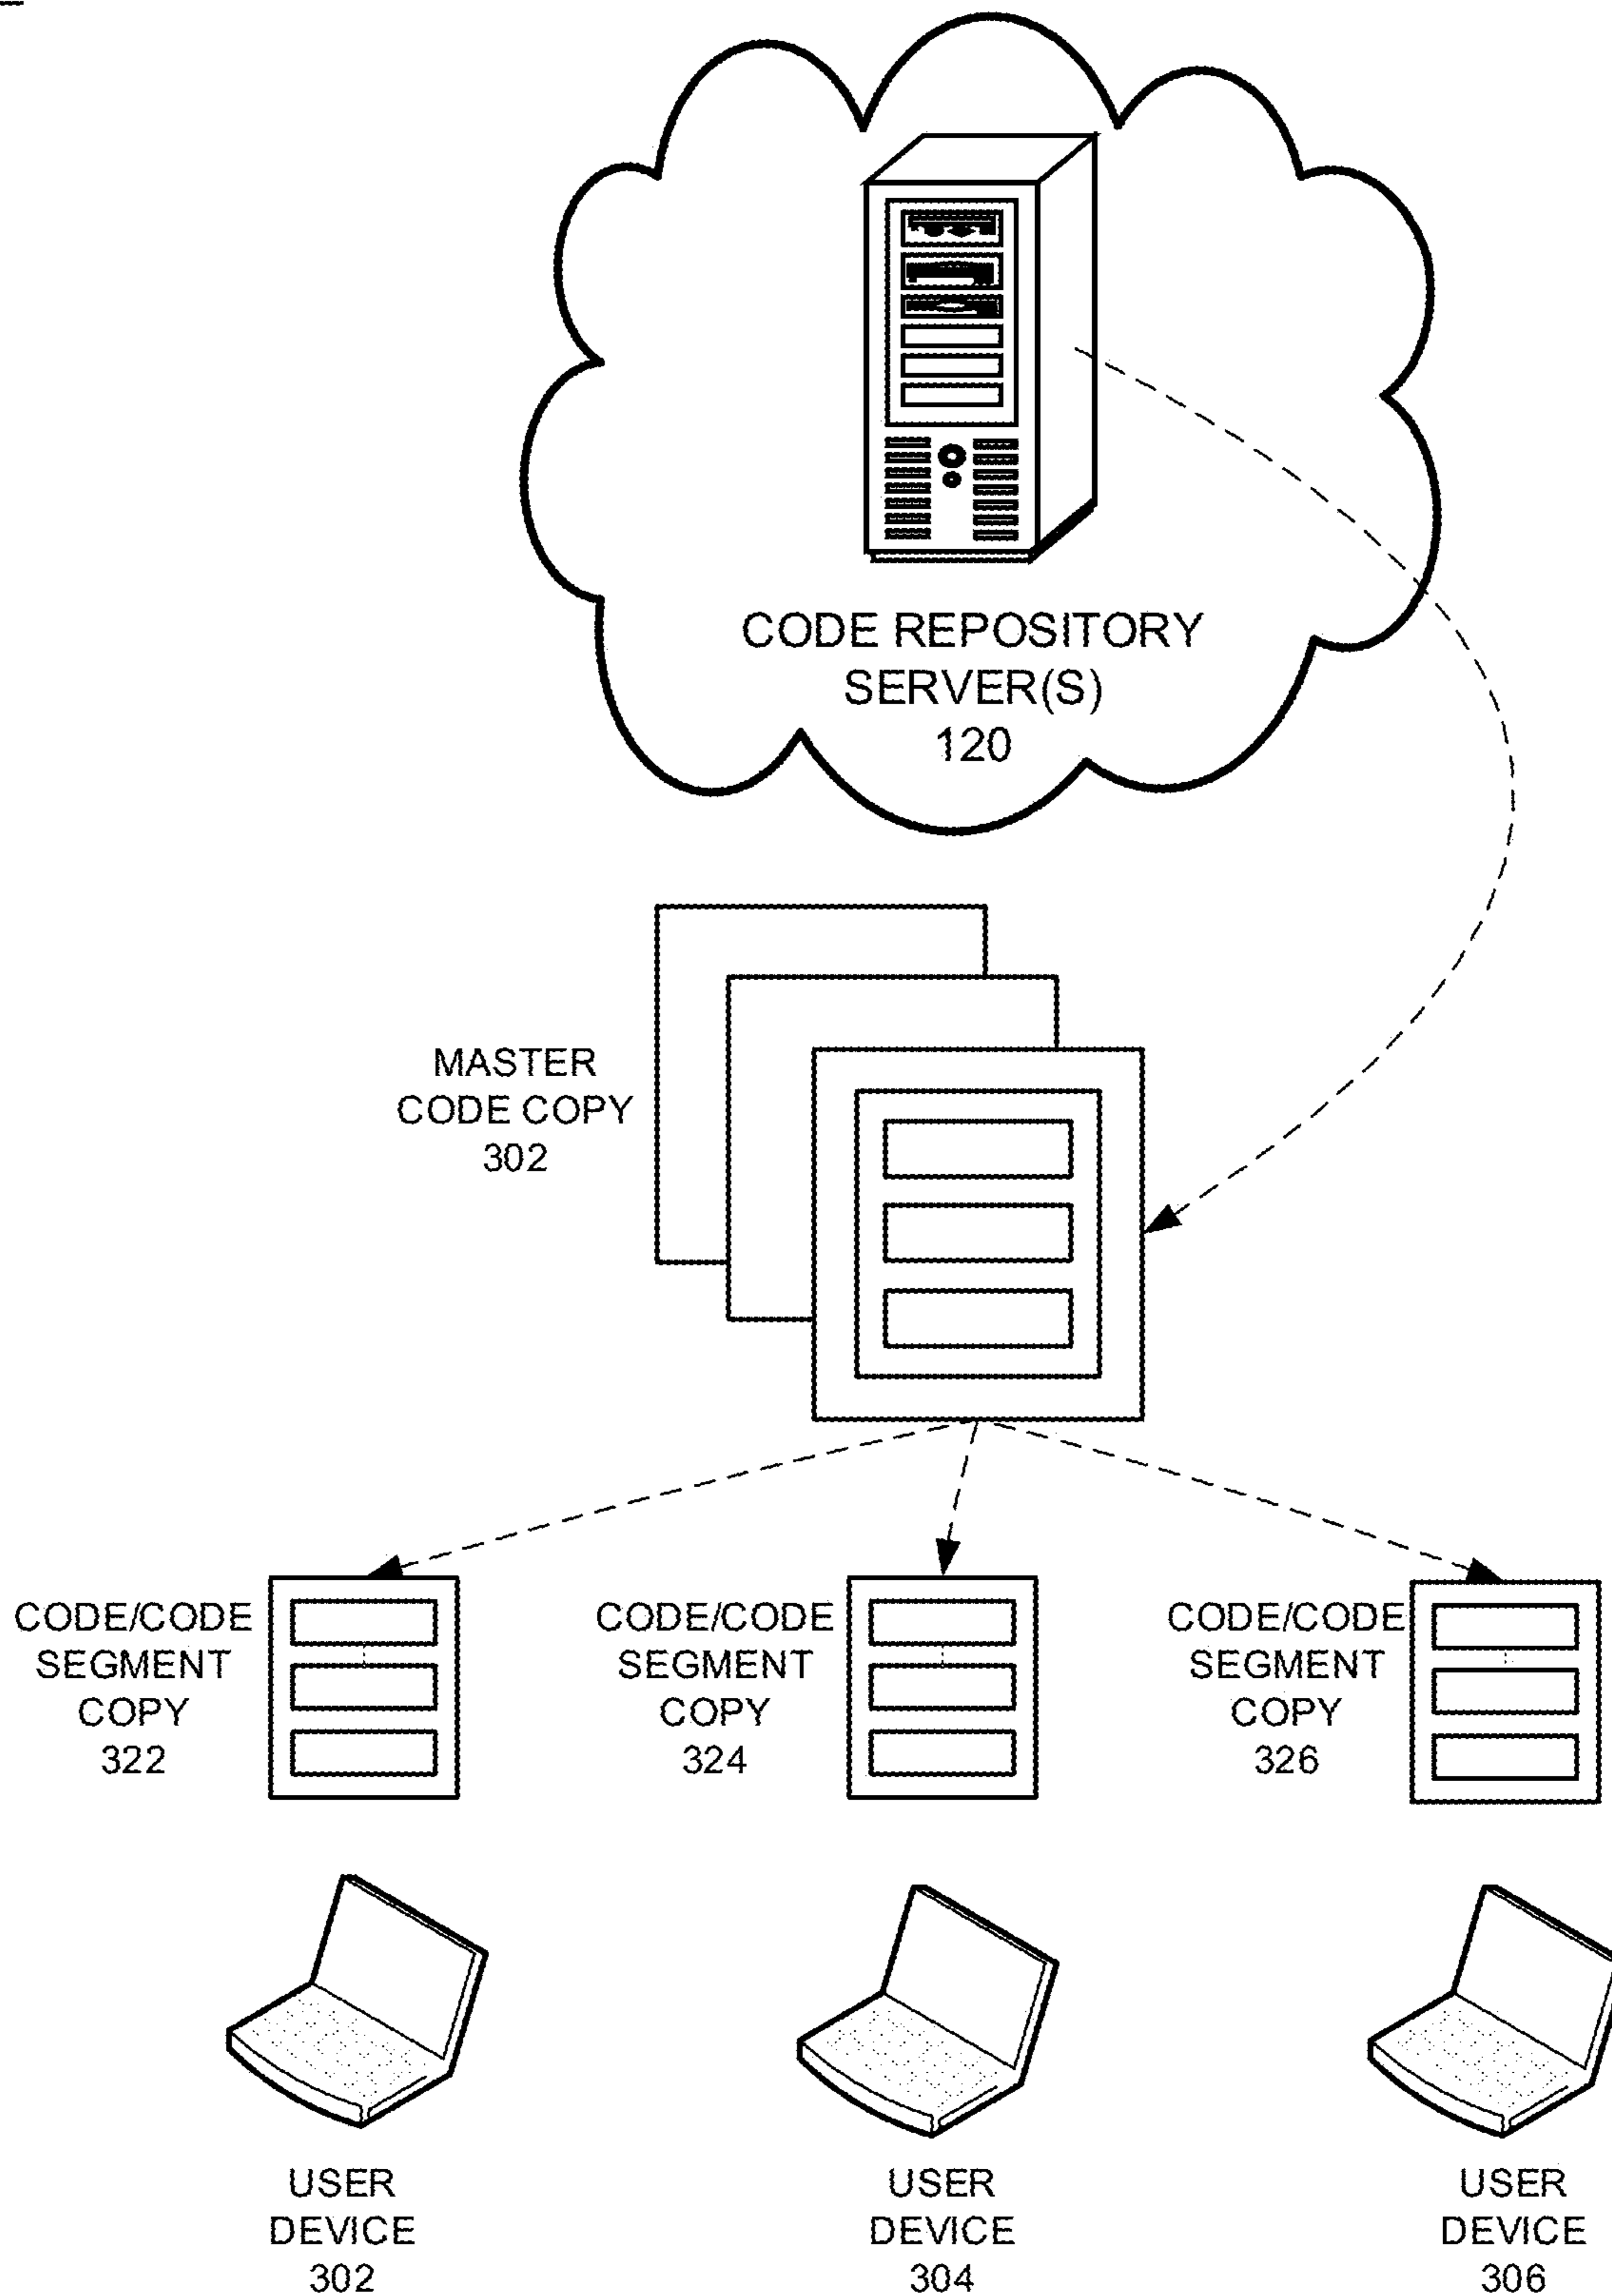 CODE REPOSITORY
SERVER(S)
120
MASTER
CODE COPY
302
CODE/CODE
SEGMENT
COPY
322
CODE/CODE
SEGMENT
COPY
324
CODE/CODE
SEGMENT
COPY
326
USER
DEVICE
302
USER
DEVICE
304
USER
DEVICE
306